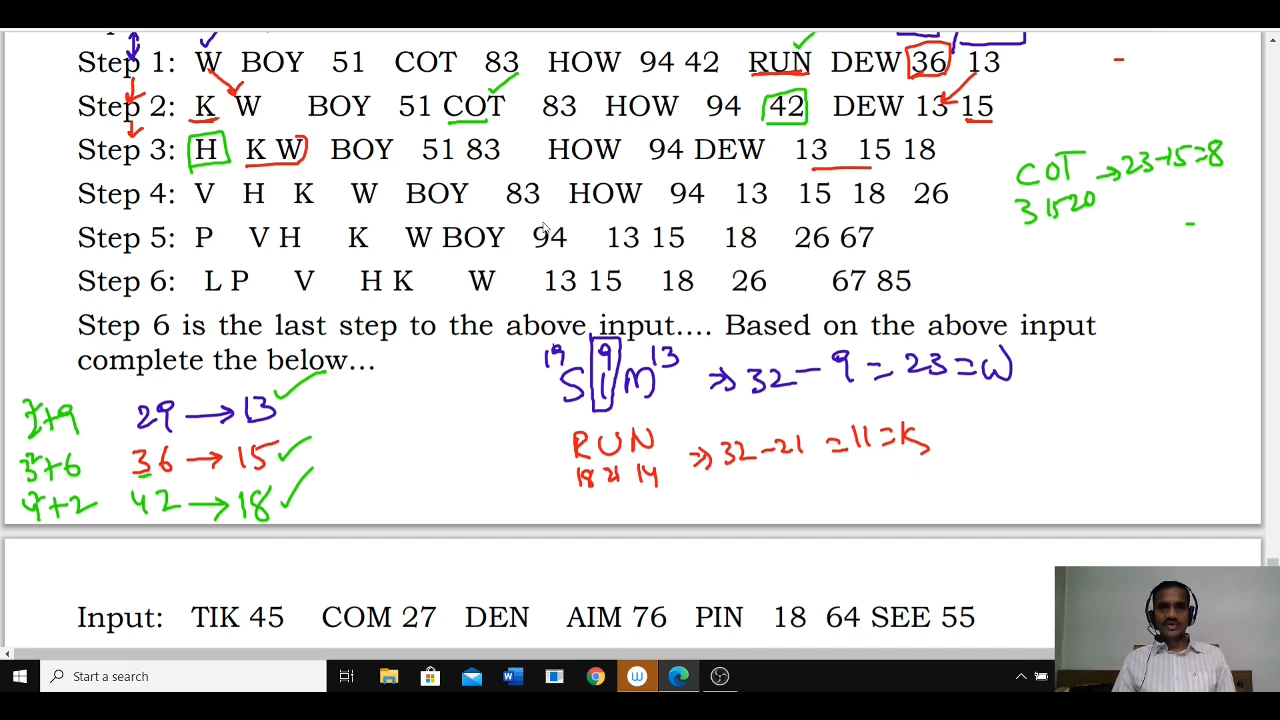 Step 1: W BOY 51 COT 83 HOW 94 42 RUN DEW 36 13
Step 2: K W BOY 51 COT 83 HOW 94 42 DEW 13 15
Step 3: H K W BOY 51 83 HOW 94 DEW 13 15 18
COT → 23-15=8
3 15 20
Step 4: V H K W BOY 83 HOW 94 13 15 18 26
Step 5: P V H K W BOY 94 13 15 18 26 67
Step 6: L P V H K W 13 15 18 26 67 85
Step 6 is the last step to the above input…. Based on the above input
complete the below…
19 9 13
S I M ⇒ 32 - 9 = 23 = W
29 → 13
36 → 15
3²+6
42 → 18
4²+2
RUN ⇒ 32-21 = 11 = K
18 21 14
Input: TIK 45 COM 27 DEN AIM 76 PIN 18 64 SEE 55
Type here to search